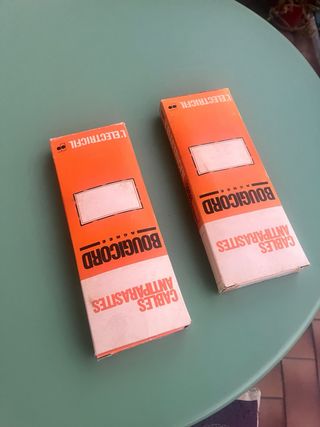 CABLES
ANTIPARASITES
BOUGICORD
L'ELECTRICFIL
CABLES
ANTIPARASITES
BOUGICORD
L'ELECTRICFIL